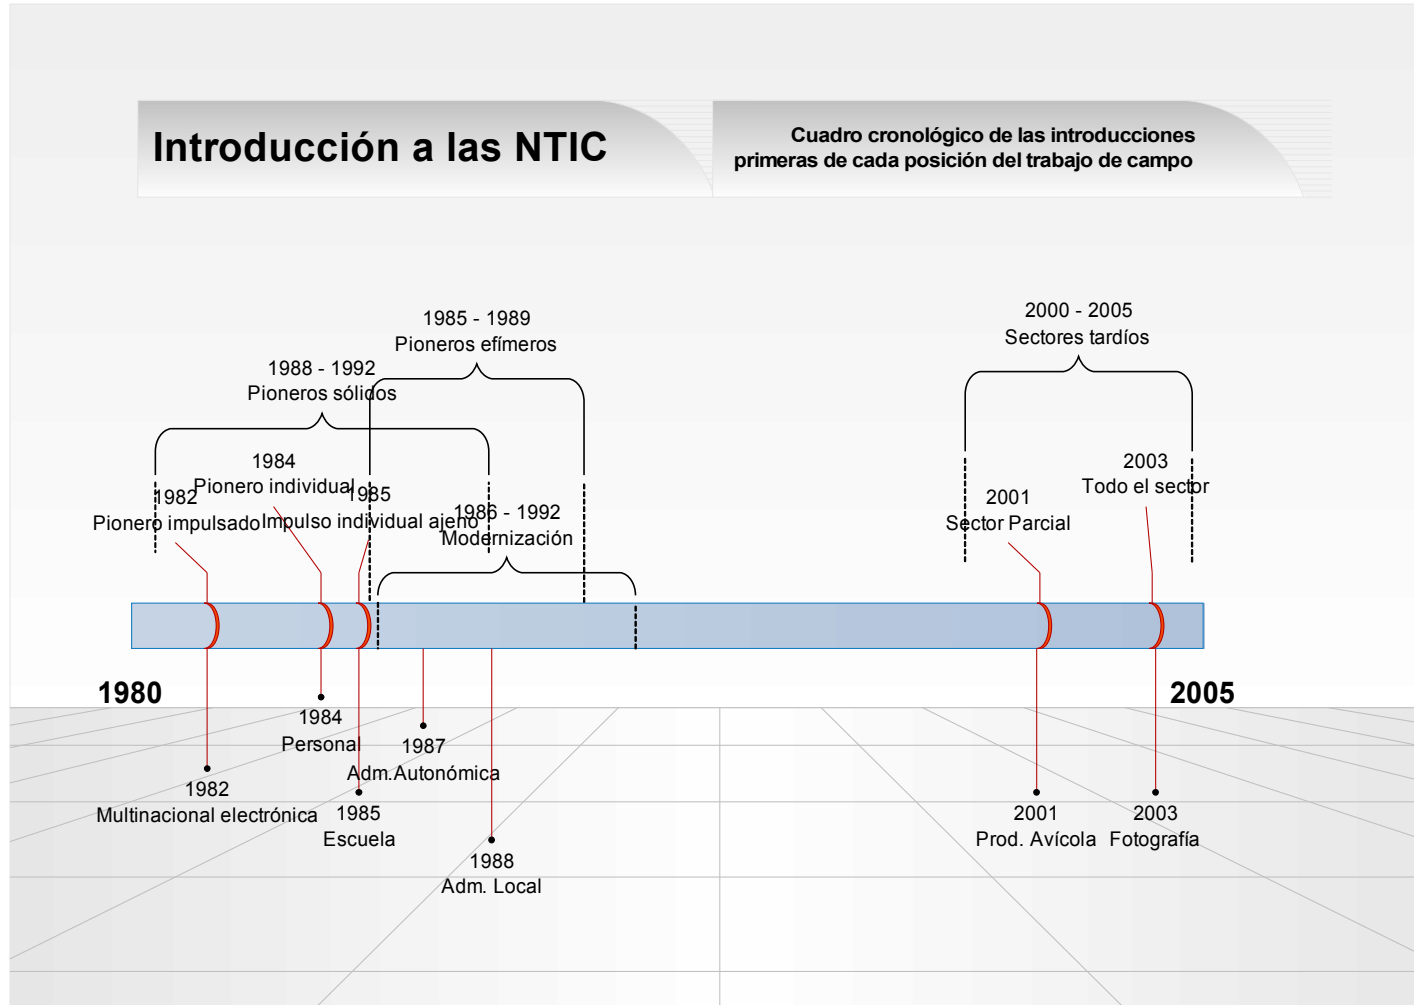 Introducción a las NTIC
Cuadro cronológico de las introducciones
primeras de cada posición del trabajo de campo
1985 - 1989
Pioneros efímeros
2000 - 2005
Sectores tardíos
1988 - 1992
Pioneros sólidos
1984
Pionero individual
1982
Pionero impulsado
1985
Impulso individual ajeno
1986 - 1992
Modernización
2003
Todo el sector
2001
Sector Parcial
1980
2005
1984
Personal
1987
Adm.Autonómica
1982
Multinacional electrónica
1985
Escuela
1988
Adm. Local
2001
Prod. Avícola
2003
Fotografía